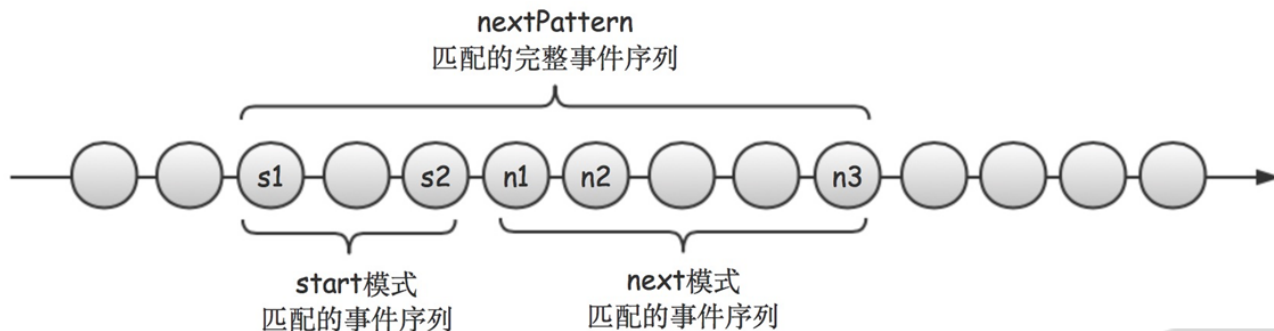 nextPattern
匹配的完整事件序列
s1 s2 n1 n2 n3
start模式
匹配的事件序列
next模式
匹配的事件序列